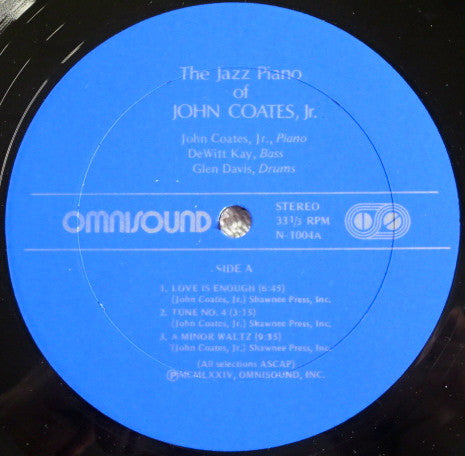 The Jazz Piano
of
JOHN COATES, Jr.
John Coates, Jr., Piano
DeWitt Kay, Bass
Glen Davis, Drums
OMNISOUND
STEREO
33 1/3 RPM
N-1004A
SIDE A
1. LOVE IS ENOUGH (6:45)
(John Coates, Jr.) Shawnee Press, Inc.
2. TUNE NO. 4 (3:15)
(John Coates, Jr.) Shawnee Press, Inc.
3. A MINOR WALTZ (9:35)
(John Coates, Jr.) Shawnee Press, Inc.
(All selections ASCAP)
ⓅMCMLXXIV, OMNISOUND, INC.